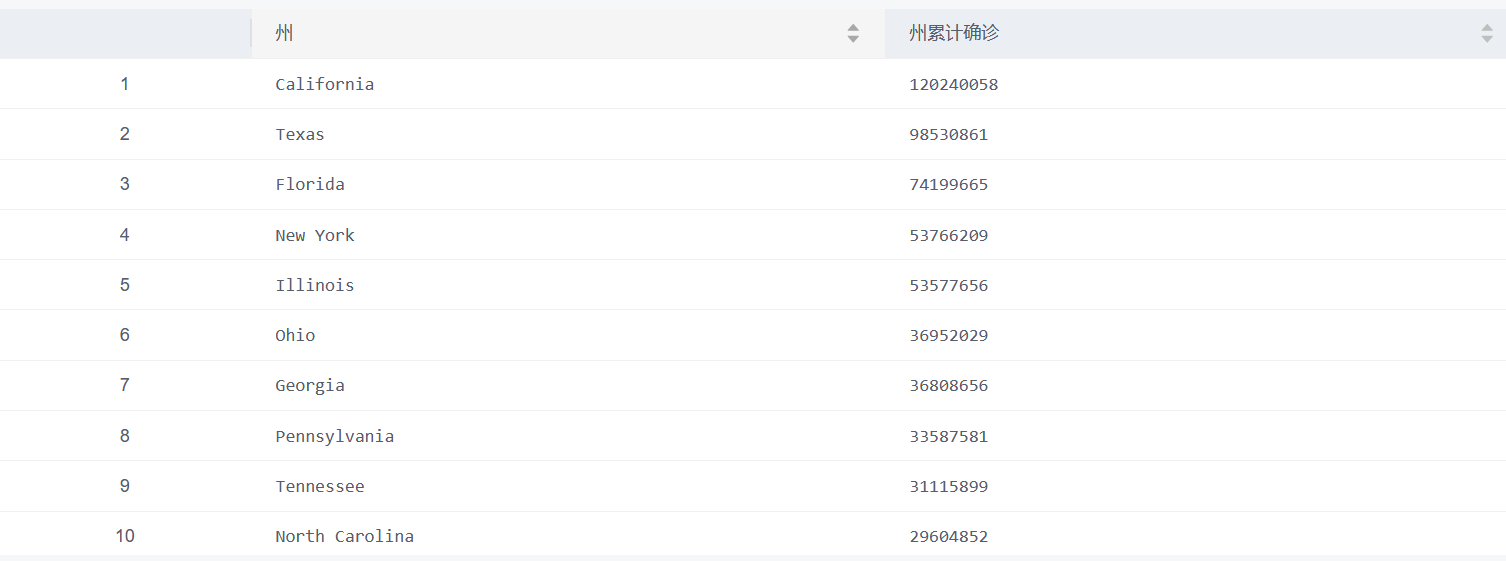 州 州累计确诊
1 California 120240058
2 Texas 98530861
3 Florida 74199665
4 New York 53766209
5 Illinois 53577656
6 Ohio 36952029
7 Georgia 36808656
8 Pennsylvania 33587581
9 Tennessee 31115899
10 North Carolina 29604852